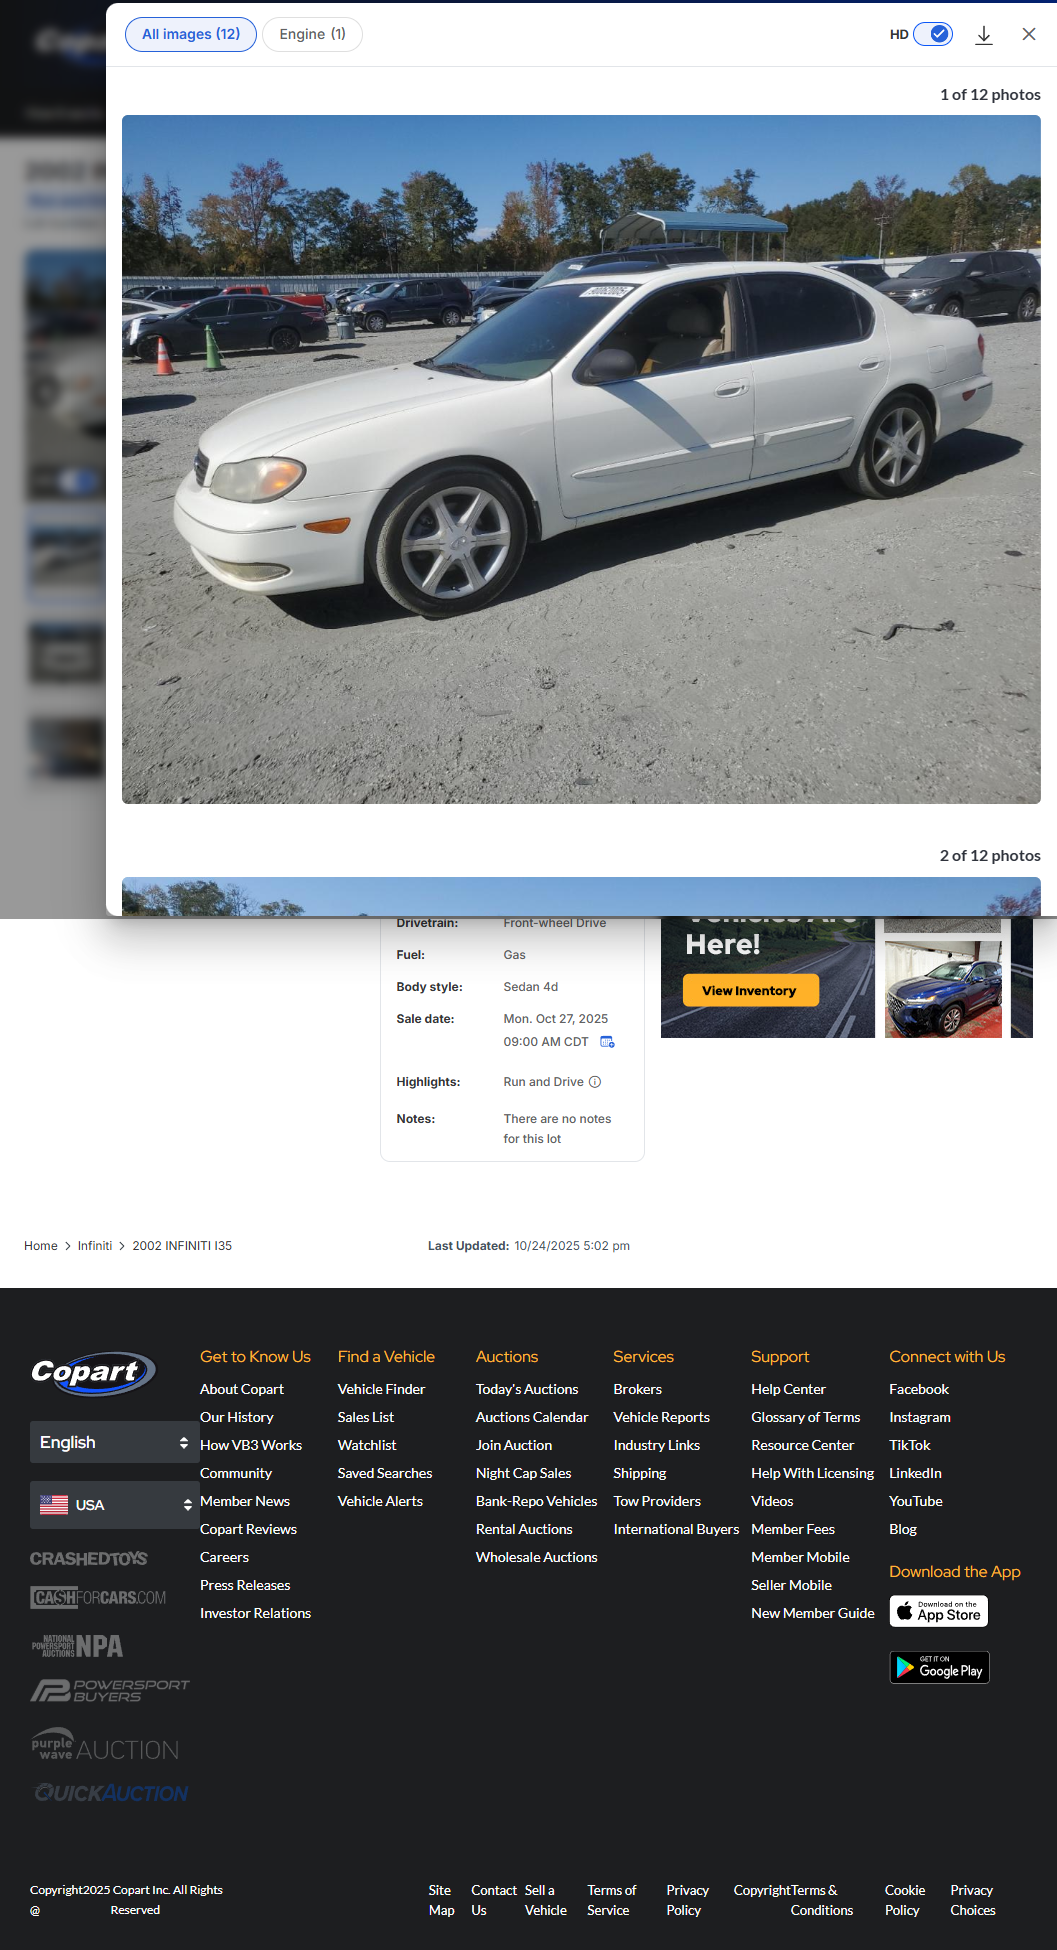 All images (12)
Engine (1)
HD
1 of 12 photos
2 of 12 photos
Drivetrain: Front-wheel Drive
Fuel: Gas
Body style: Sedan 4d
Sale date: Mon. Oct 27, 2025
09:00 AM CDT
Highlights: Run and Drive
Notes: There are no notes
for this lot
Vehicles Are
Here!
View Inventory
Home > Infiniti > 2002 INFINITI I35
Last Updated: 10/24/2025 5:02 pm
Copart
English
USA
CRASHEDTOYS
CA$HFORCARS.COM
NATIONAL
POWERSPORT
AUCTIONS
NPA
POWERSPORT
BUYERS
purple
wave AUCTION
QUICKAUCTION
Get to Know Us
About Copart
Our History
How VB3 Works
Community
Member News
Copart Reviews
Careers
Press Releases
Investor Relations
Find a Vehicle
Vehicle Finder
Sales List
Watchlist
Saved Searches
Vehicle Alerts
Auctions
Today's Auctions
Auctions Calendar
Join Auction
Night Cap Sales
Bank-Repo Vehicles
Rental Auctions
Wholesale Auctions
Services
Brokers
Vehicle Reports
Industry Links
Shipping
Tow Providers
International Buyers
Support
Help Center
Glossary of Terms
Resource Center
Help With Licensing
Videos
Member Fees
Member Mobile
Seller Mobile
New Member Guide
Connect with Us
Facebook
Instagram
TikTok
LinkedIn
YouTube
Blog
Download the App
Download on the
App Store
GET IT ON
Google Play
Copyright2025 Copart Inc. All Rights
@ Reserved
Site
Map
Contact
Us
Sell a
Vehicle
Terms of
Service
Privacy
Policy
Copyright
Terms &
Conditions
Cookie
Policy
Privacy
Choices